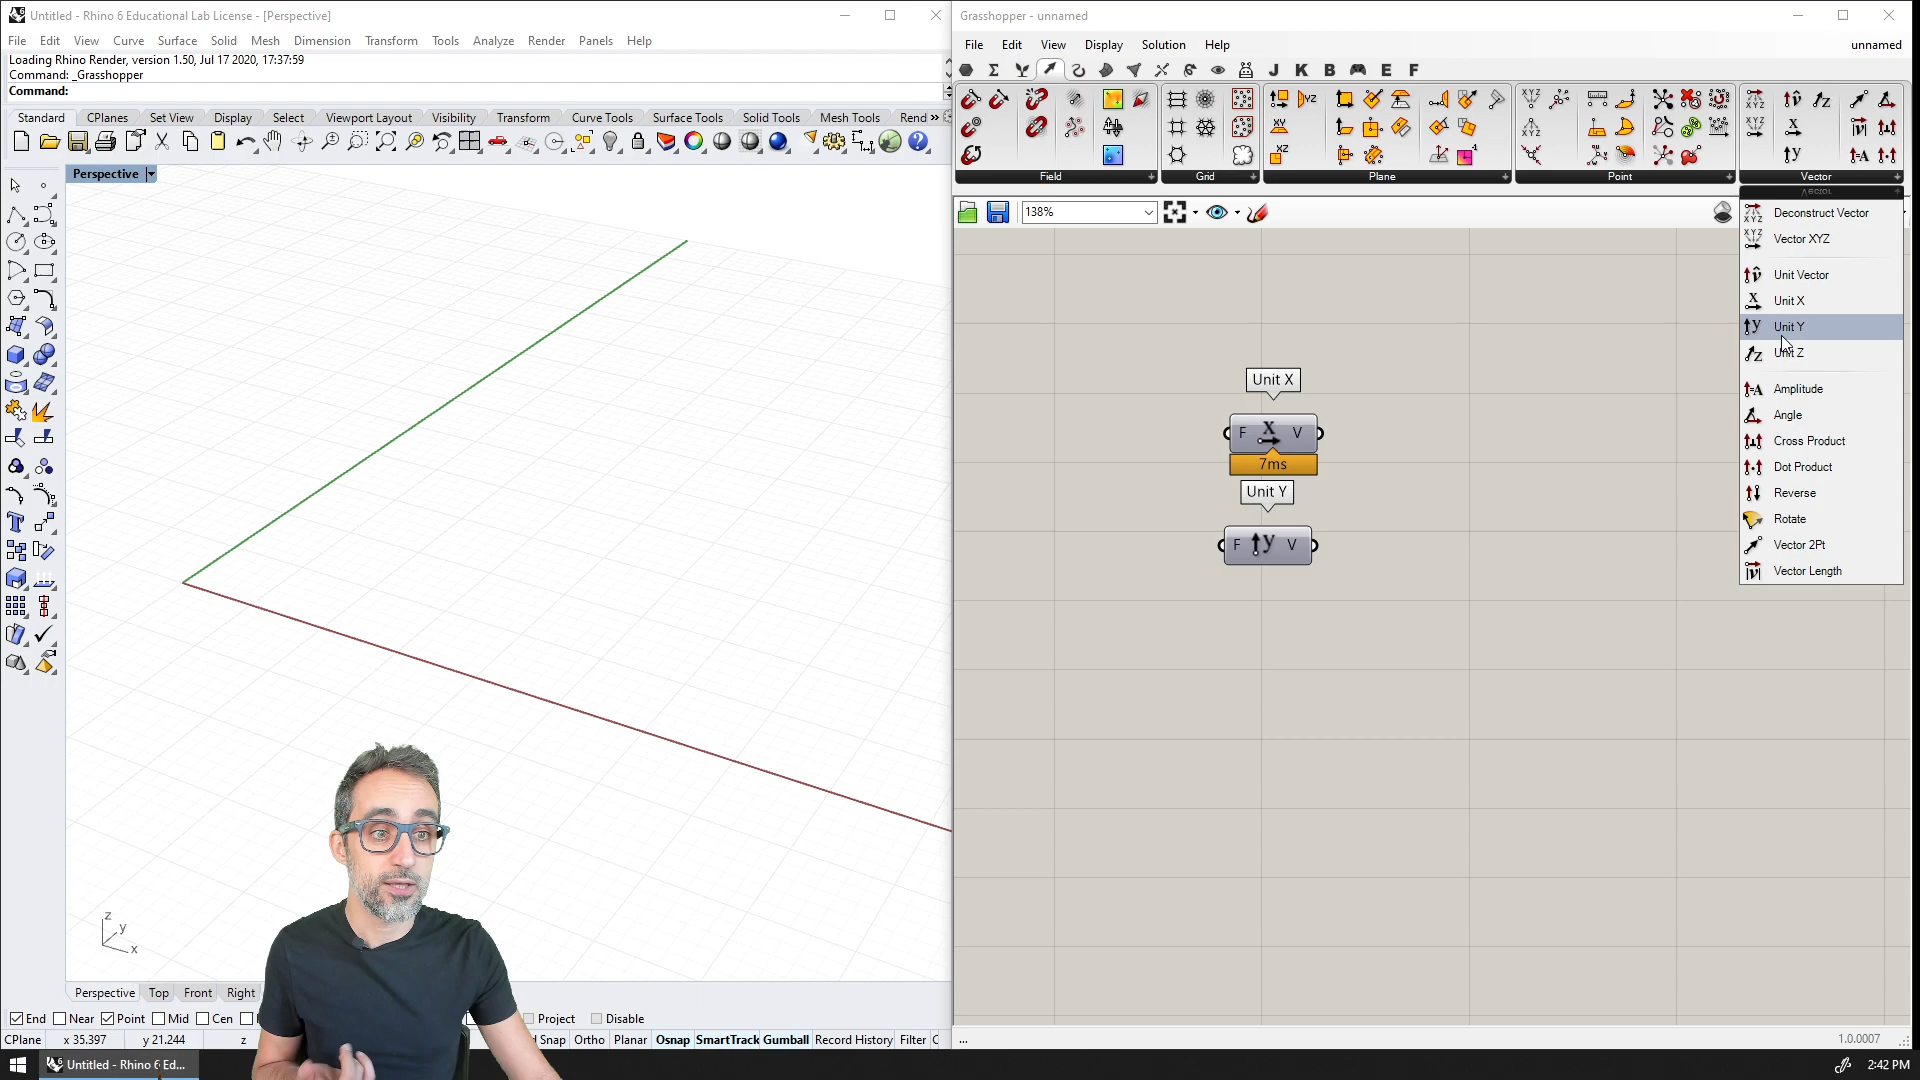 Untitled - Rhino 6 Educational Lab License - [Perspective]
File Edit View Curve Surface Solid Mesh Dimension Transform Tools Analyze Render Panels Help
Loading Rhino Render, version 1.50, Jul 17 2020, 17:37:59
Command: _Grasshopper
Command:
Standard CPlanes Set View Display Select Viewport Layout Visibility Transform Curve Tools Surface Tools Solid Tools Mesh Tools Rend »
Perspective
z
y
x
Perspective Top Front Right
End Near Point Mid Cen Project Disable
CPlane x 35.397 y 21.244 z Snap Ortho Planar Osnap SmartTrack Gumball Record History Filter
Untitled - Rhino 6 Ed...
Grasshopper - unnamed
File Edit View Display Solution Help unnamed
J K B E F
Field Grid Plane Point Vector
138%
Vector
Deconstruct Vector
Vector XYZ
Unit Vector
Unit X
Unit Y
Unit Z
Amplitude
Angle
Cross Product
Dot Product
Reverse
Rotate
Vector 2Pt
Vector Length
Unit X
F X V
7ms
Unit Y
F y V
...
1.0.0007
2:42 PM